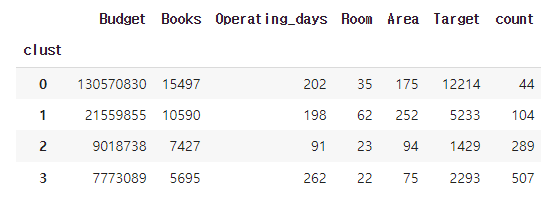 Budget Books Operating_days Room Area Target count
clust
0 130570830 15497 202 35 175 12214 44
1 21559855 10590 198 62 252 5233 104
2 9018738 7427 91 23 94 1429 289
3 7773089 5695 262 22 75 2293 507